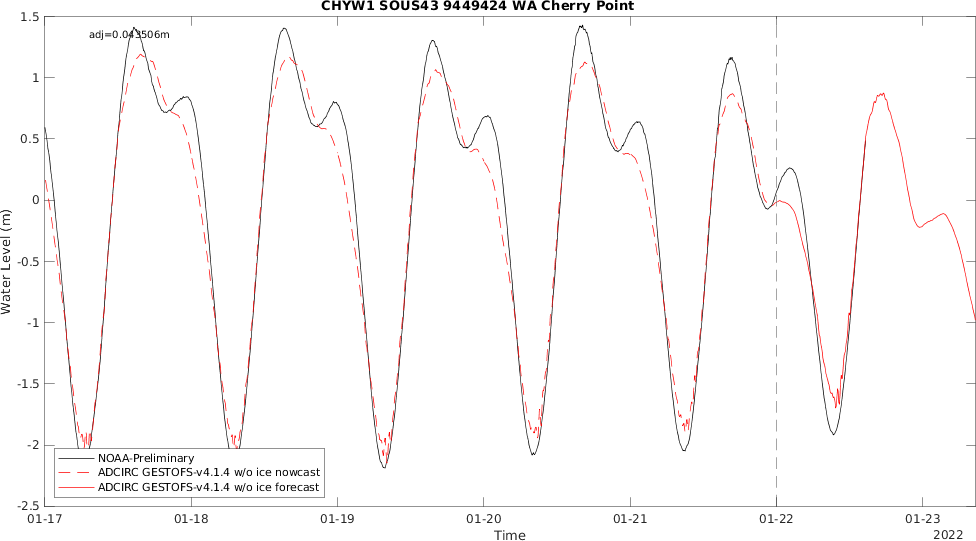 CHYW1 SOUS43 9449424 WA Cherry Point
adj=0.043506m
1.5
1
0.5
0
-0.5
-1
-1.5
-2
-2.5
Water Level (m)
NOAA-Preliminary
ADCIRC GESTOFS-v4.1.4 w/o ice nowcast
ADCIRC GESTOFS-v4.1.4 w/o ice forecast
01-17 01-18 01-19 01-20 01-21 01-22 01-23
Time
2022